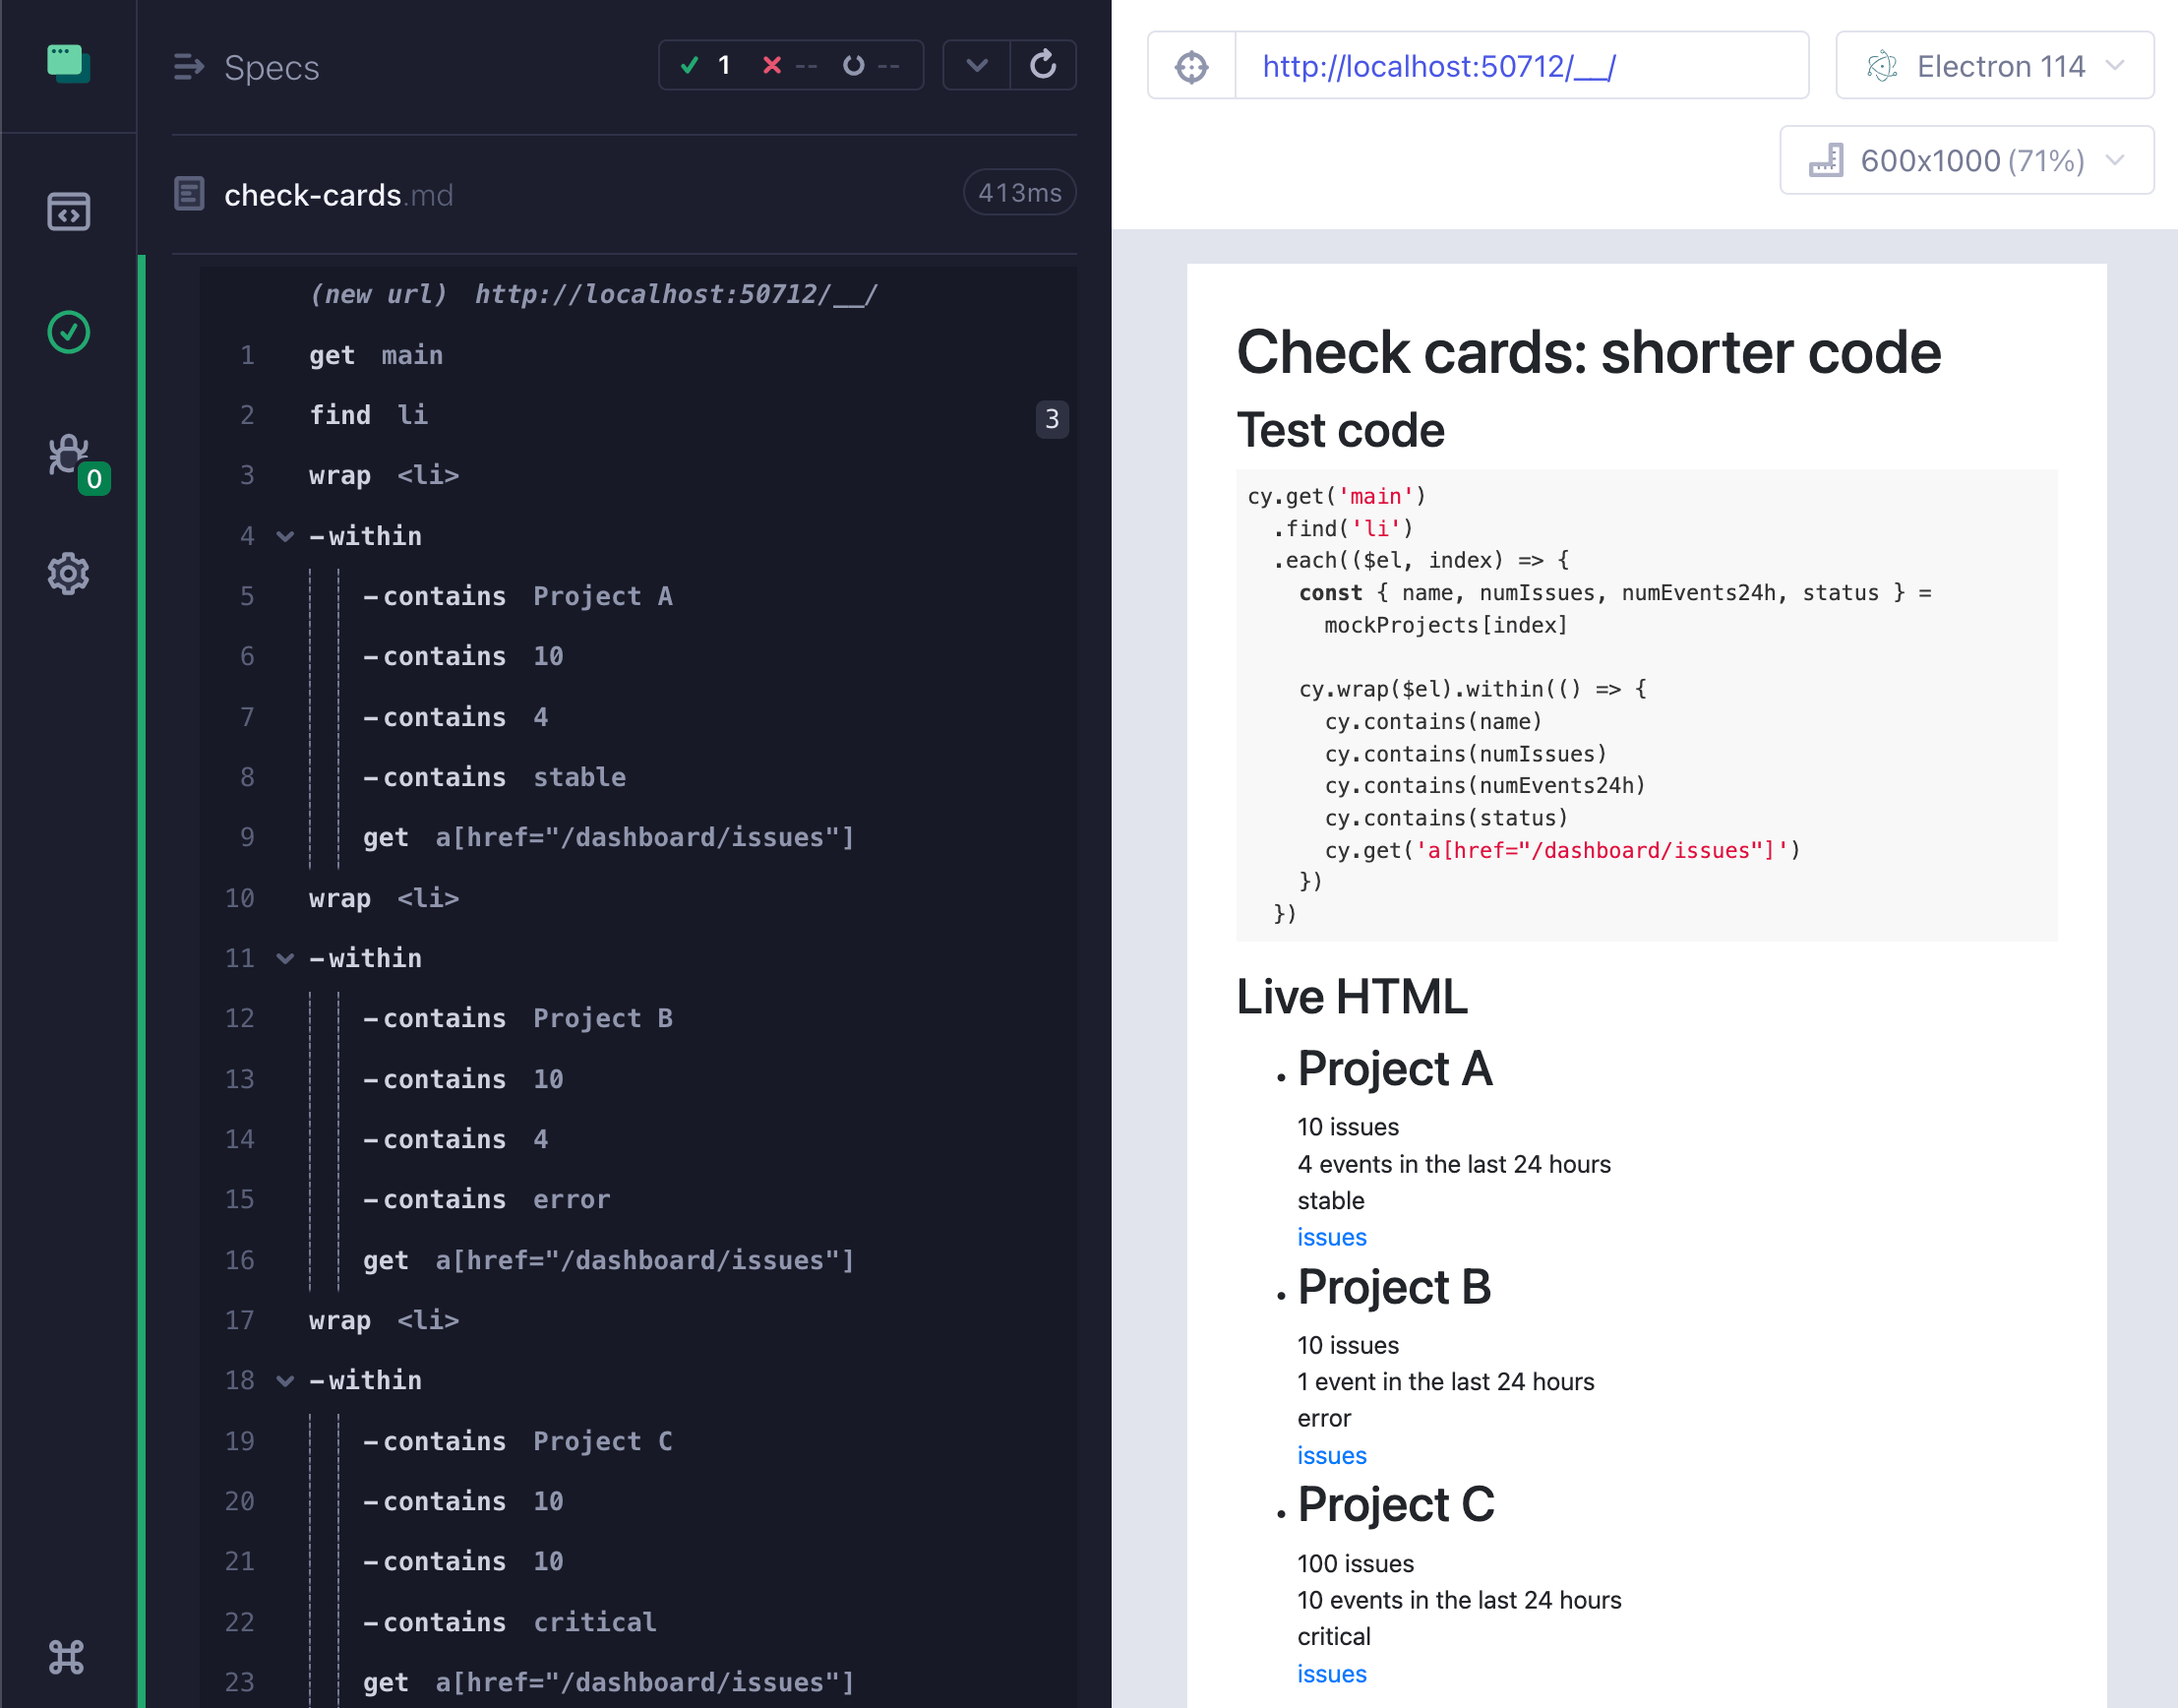 Specs
1 -- --
check-cards.md
413ms
0
(new url) http://localhost:50712/__/
1 get main
2 find li 3
3 wrap <li>
4 -within
5 -contains Project A
6 -contains 10
7 -contains 4
8 -contains stable
9 get a[href="/dashboard/issues"]
10 wrap <li>
11 -within
12 -contains Project B
13 -contains 10
14 -contains 4
15 -contains error
16 get a[href="/dashboard/issues"]
17 wrap <li>
18 -within
19 -contains Project C
20 -contains 10
21 -contains 10
22 -contains critical
23 get a[href="/dashboard/issues"]
http://localhost:50712/__/
Electron 114
600x1000 (71%)
Check cards: shorter code
Test code
cy.get('main')
  .find('li')
  .each(($el, index) => {
    const { name, numIssues, numEvents24h, status } =
      mockProjects[index]
    cy.wrap($el).within(() => {
      cy.contains(name)
      cy.contains(numIssues)
      cy.contains(numEvents24h)
      cy.contains(status)
      cy.get('a[href="/dashboard/issues"]')
    })
  })
Live HTML
• Project A
10 issues
4 events in the last 24 hours
stable
issues
• Project B
10 issues
1 event in the last 24 hours
error
issues
• Project C
100 issues
10 events in the last 24 hours
critical
issues